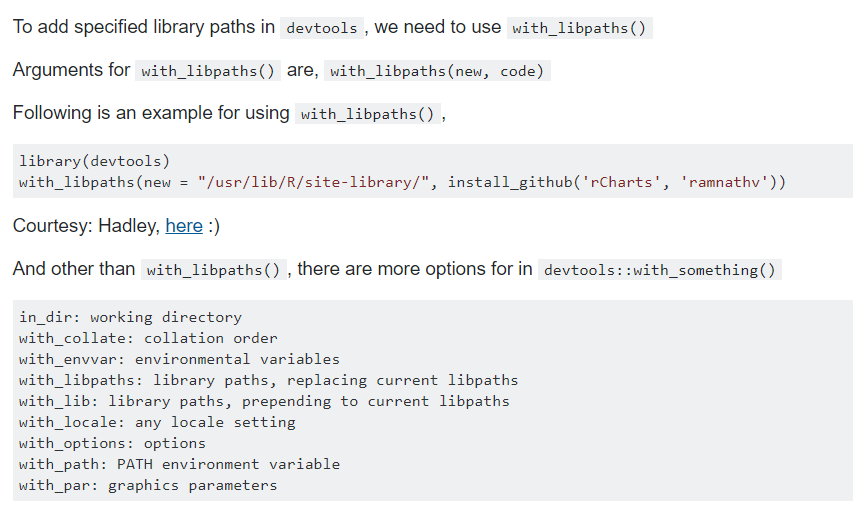 To add specified library paths in devtools , we need to use with_libpaths()
Arguments for with_libpaths() are, with_libpaths(new, code)
Following is an example for using with_libpaths() ,
library(devtools)
with_libpaths(new = "/usr/lib/R/site-library/", install_github('rCharts', 'ramnathv'))
Courtesy: Hadley, here :)
And other than with_libpaths() , there are more options for in devtools::with_something()
in_dir: working directory
with_collate: collation order
with_envvar: environmental variables
with_libpaths: library paths, replacing current libpaths
with_lib: library paths, prepending to current libpaths
with_locale: any locale setting
with_options: options
with_path: PATH environment variable
with_par: graphics parameters